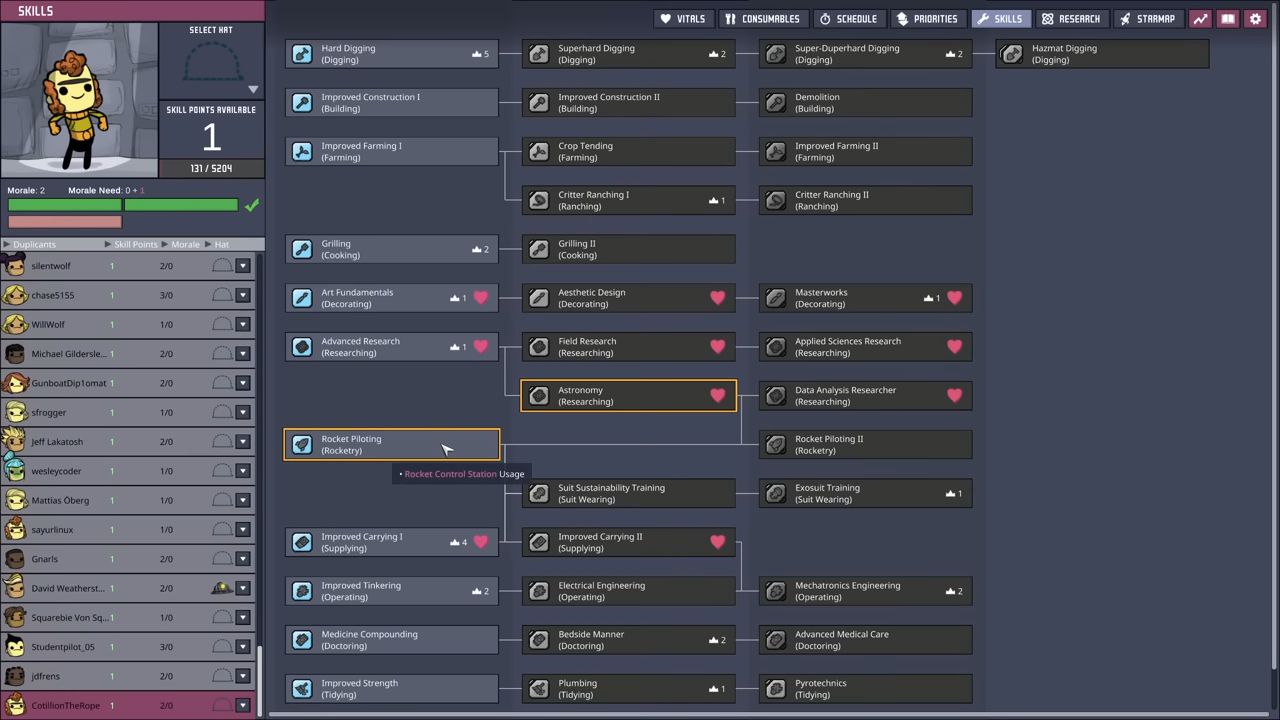 SKILLS
VITALS
CONSUMABLES
SCHEDULE
PRIORITIES
SKILLS
RESEARCH
STARMAP
SELECT HAT
SKILL POINTS AVAILABLE
1
131 / 5204
Morale: 2
Morale Need: 0 + 1
Duplicants
Skill Points
Morale
Hat
silentwolf 1 2/0
chase5155 1 3/0
WillWolf 1 1/0
Michael Gildersle... 1 2/0
GunboatDip1omat 1 2/0
sfrogger 1 2/0
Jeff Lakatosh 1 2/0
wesleycoder 1 2/0
Mattias Öberg 1 1/0
sayurlinux 1 1/0
Gnarls 1 2/0
David Weatherst... 1 2/0
Squarebie Von Sq... 1 1/0
Studentpilot_05 1 3/0
jdfrens 1 2/0
CotillionTheRope 1 2/0
Hard Digging
(Digging)
5
Superhard Digging
(Digging)
2
Super-Duperhard Digging
(Digging)
2
Hazmat Digging
(Digging)
Improved Construction I
(Building)
Improved Construction II
(Building)
Demolition
(Building)
Improved Farming I
(Farming)
Crop Tending
(Farming)
Improved Farming II
(Farming)
Critter Ranching I
(Ranching)
1
Critter Ranching II
(Ranching)
Grilling
(Cooking)
2
Grilling II
(Cooking)
Art Fundamentals
(Decorating)
1
Aesthetic Design
(Decorating)
Masterworks
(Decorating)
1
Advanced Research
(Researching)
1
Field Research
(Researching)
Applied Sciences Research
(Researching)
Astronomy
(Researching)
Data Analysis Researcher
(Researching)
Rocket Piloting
(Rocketry)
Rocket Piloting II
(Rocketry)
• Rocket Control Station Usage
Suit Sustainability Training
(Suit Wearing)
Exosuit Training
(Suit Wearing)
1
Improved Carrying I
(Supplying)
4
Improved Carrying II
(Supplying)
Improved Tinkering
(Operating)
2
Electrical Engineering
(Operating)
Mechatronics Engineering
(Operating)
2
Medicine Compounding
(Doctoring)
Bedside Manner
(Doctoring)
2
Advanced Medical Care
(Doctoring)
Improved Strength
(Tidying)
Plumbing
(Tidying)
1
Pyrotechnics
(Tidying)